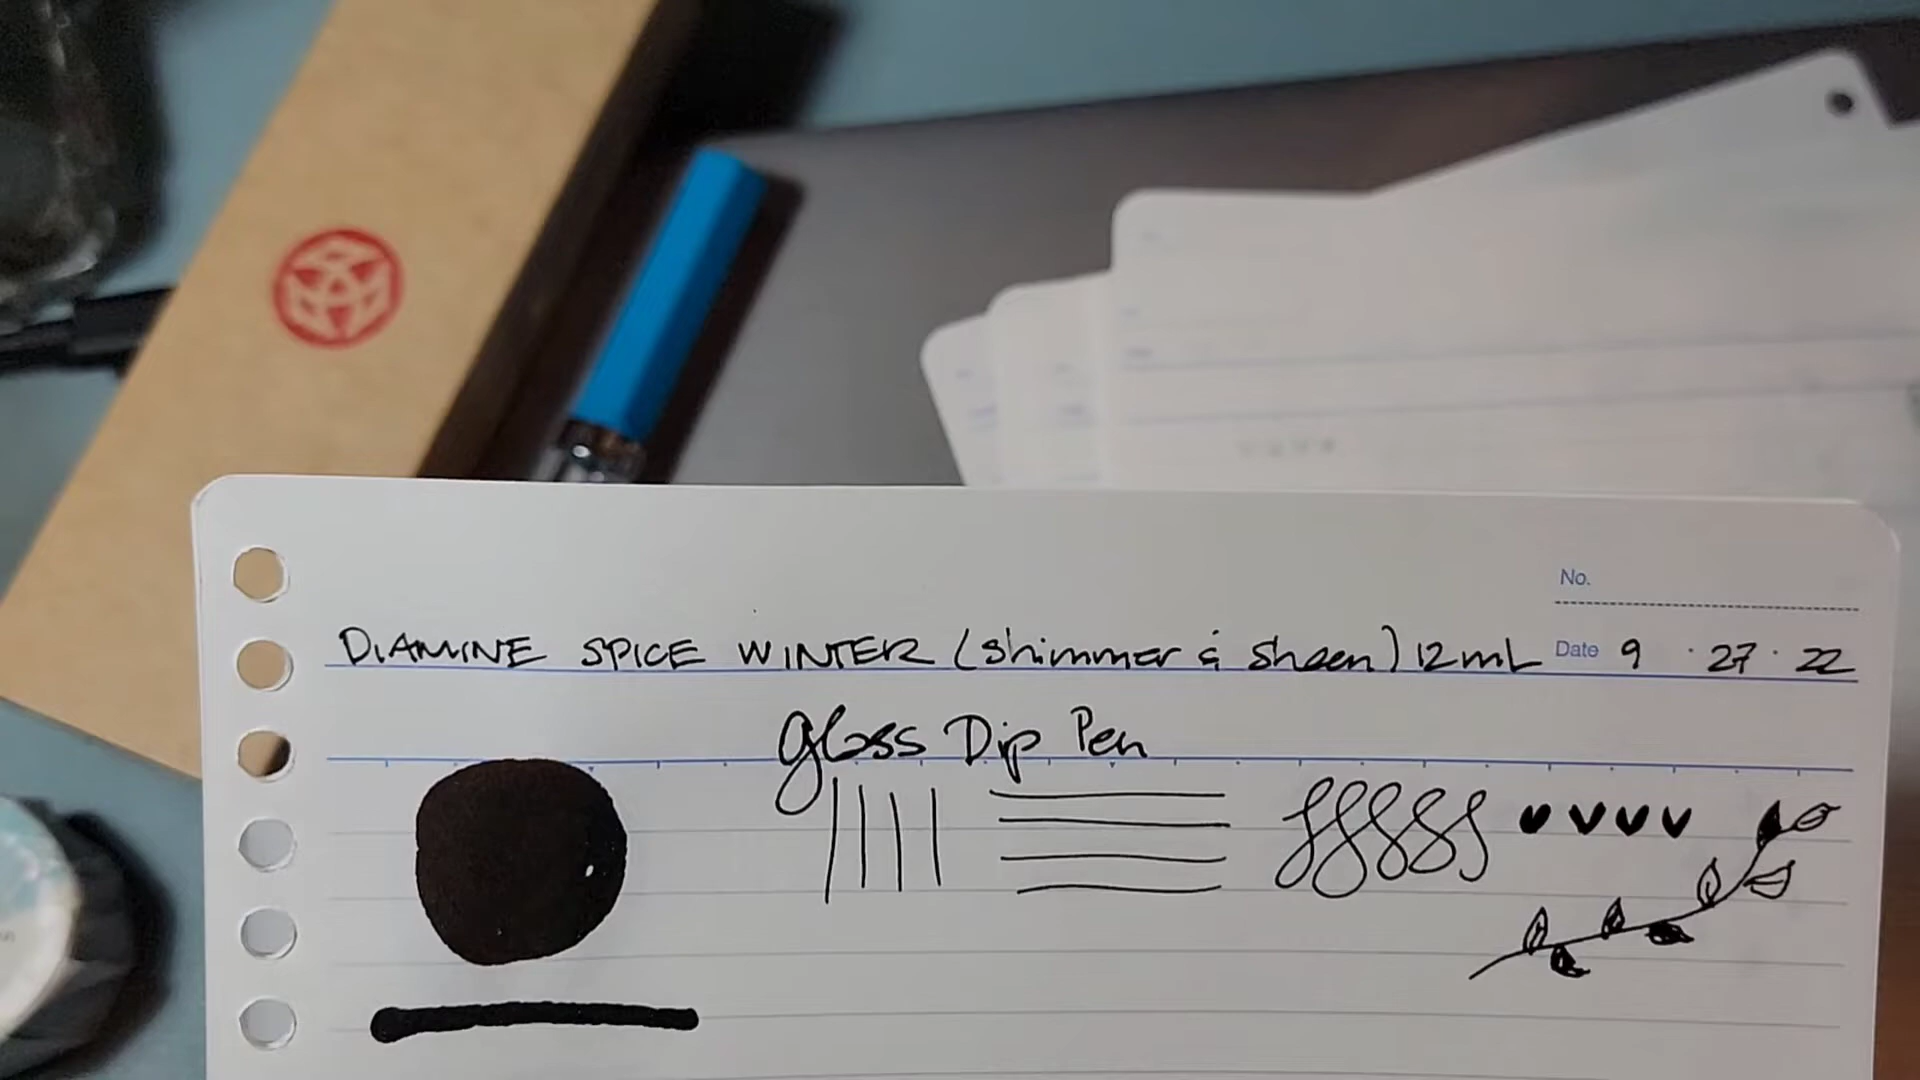 No.
DIAMINE SPICE WINTER (shimmer & sheen) 12mL Date 9 · 27 · 22
glass Dip Pen